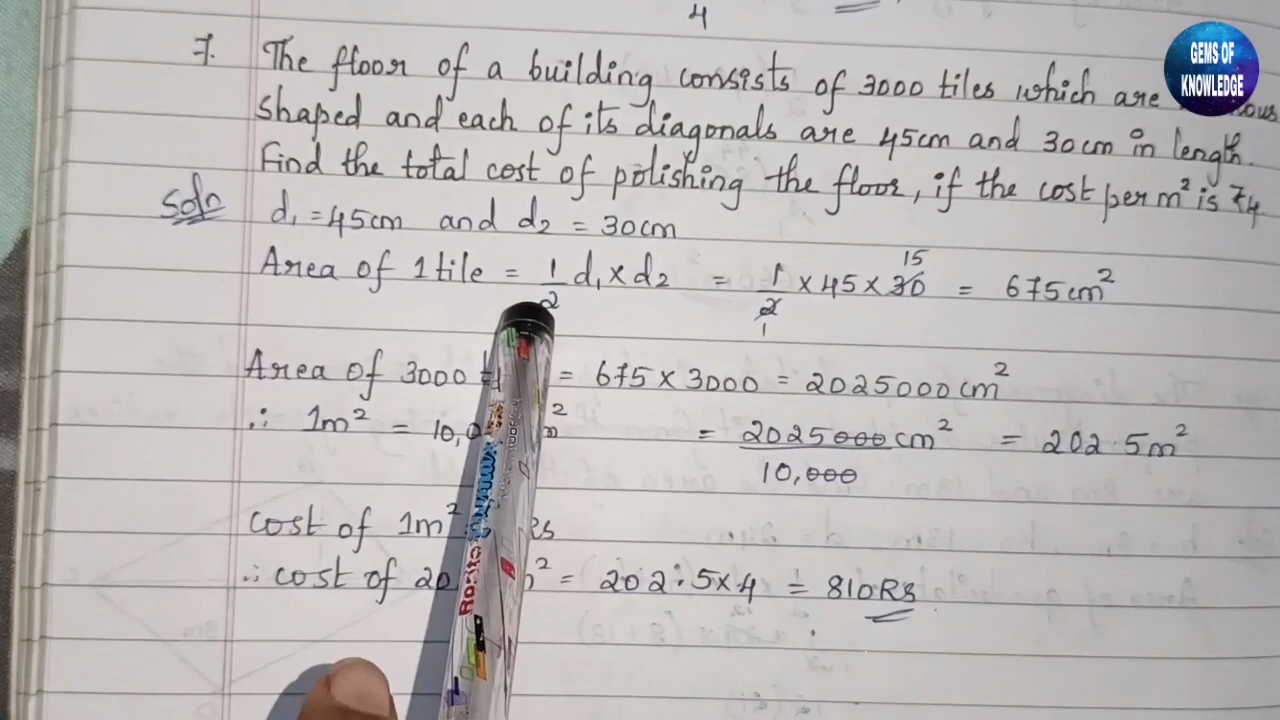 4
GEMS OF
KNOWLEDGE
7. The floor of a building consists of 3000 tiles which are
shaped and each of its diagonals are 45cm and 30cm in length.
Find the total cost of polishing the floor, if the cost per m² is ₹4
Soln d₁ = 45cm and d₂ = 30cm
Area of 1 tile = 1/2 d₁ × d₂ = 1/2 × 45 × 30 = 675 cm²
15
1
Area of 3000 = 675 × 3000 = 2025000 cm²
∴ 1m² = 10,0 = 2025000 cm² / 10,000 = 202.5 m²
Cost of 1m² Rs
∴ cost of 20 = 202.5 × 4 = 810 RS